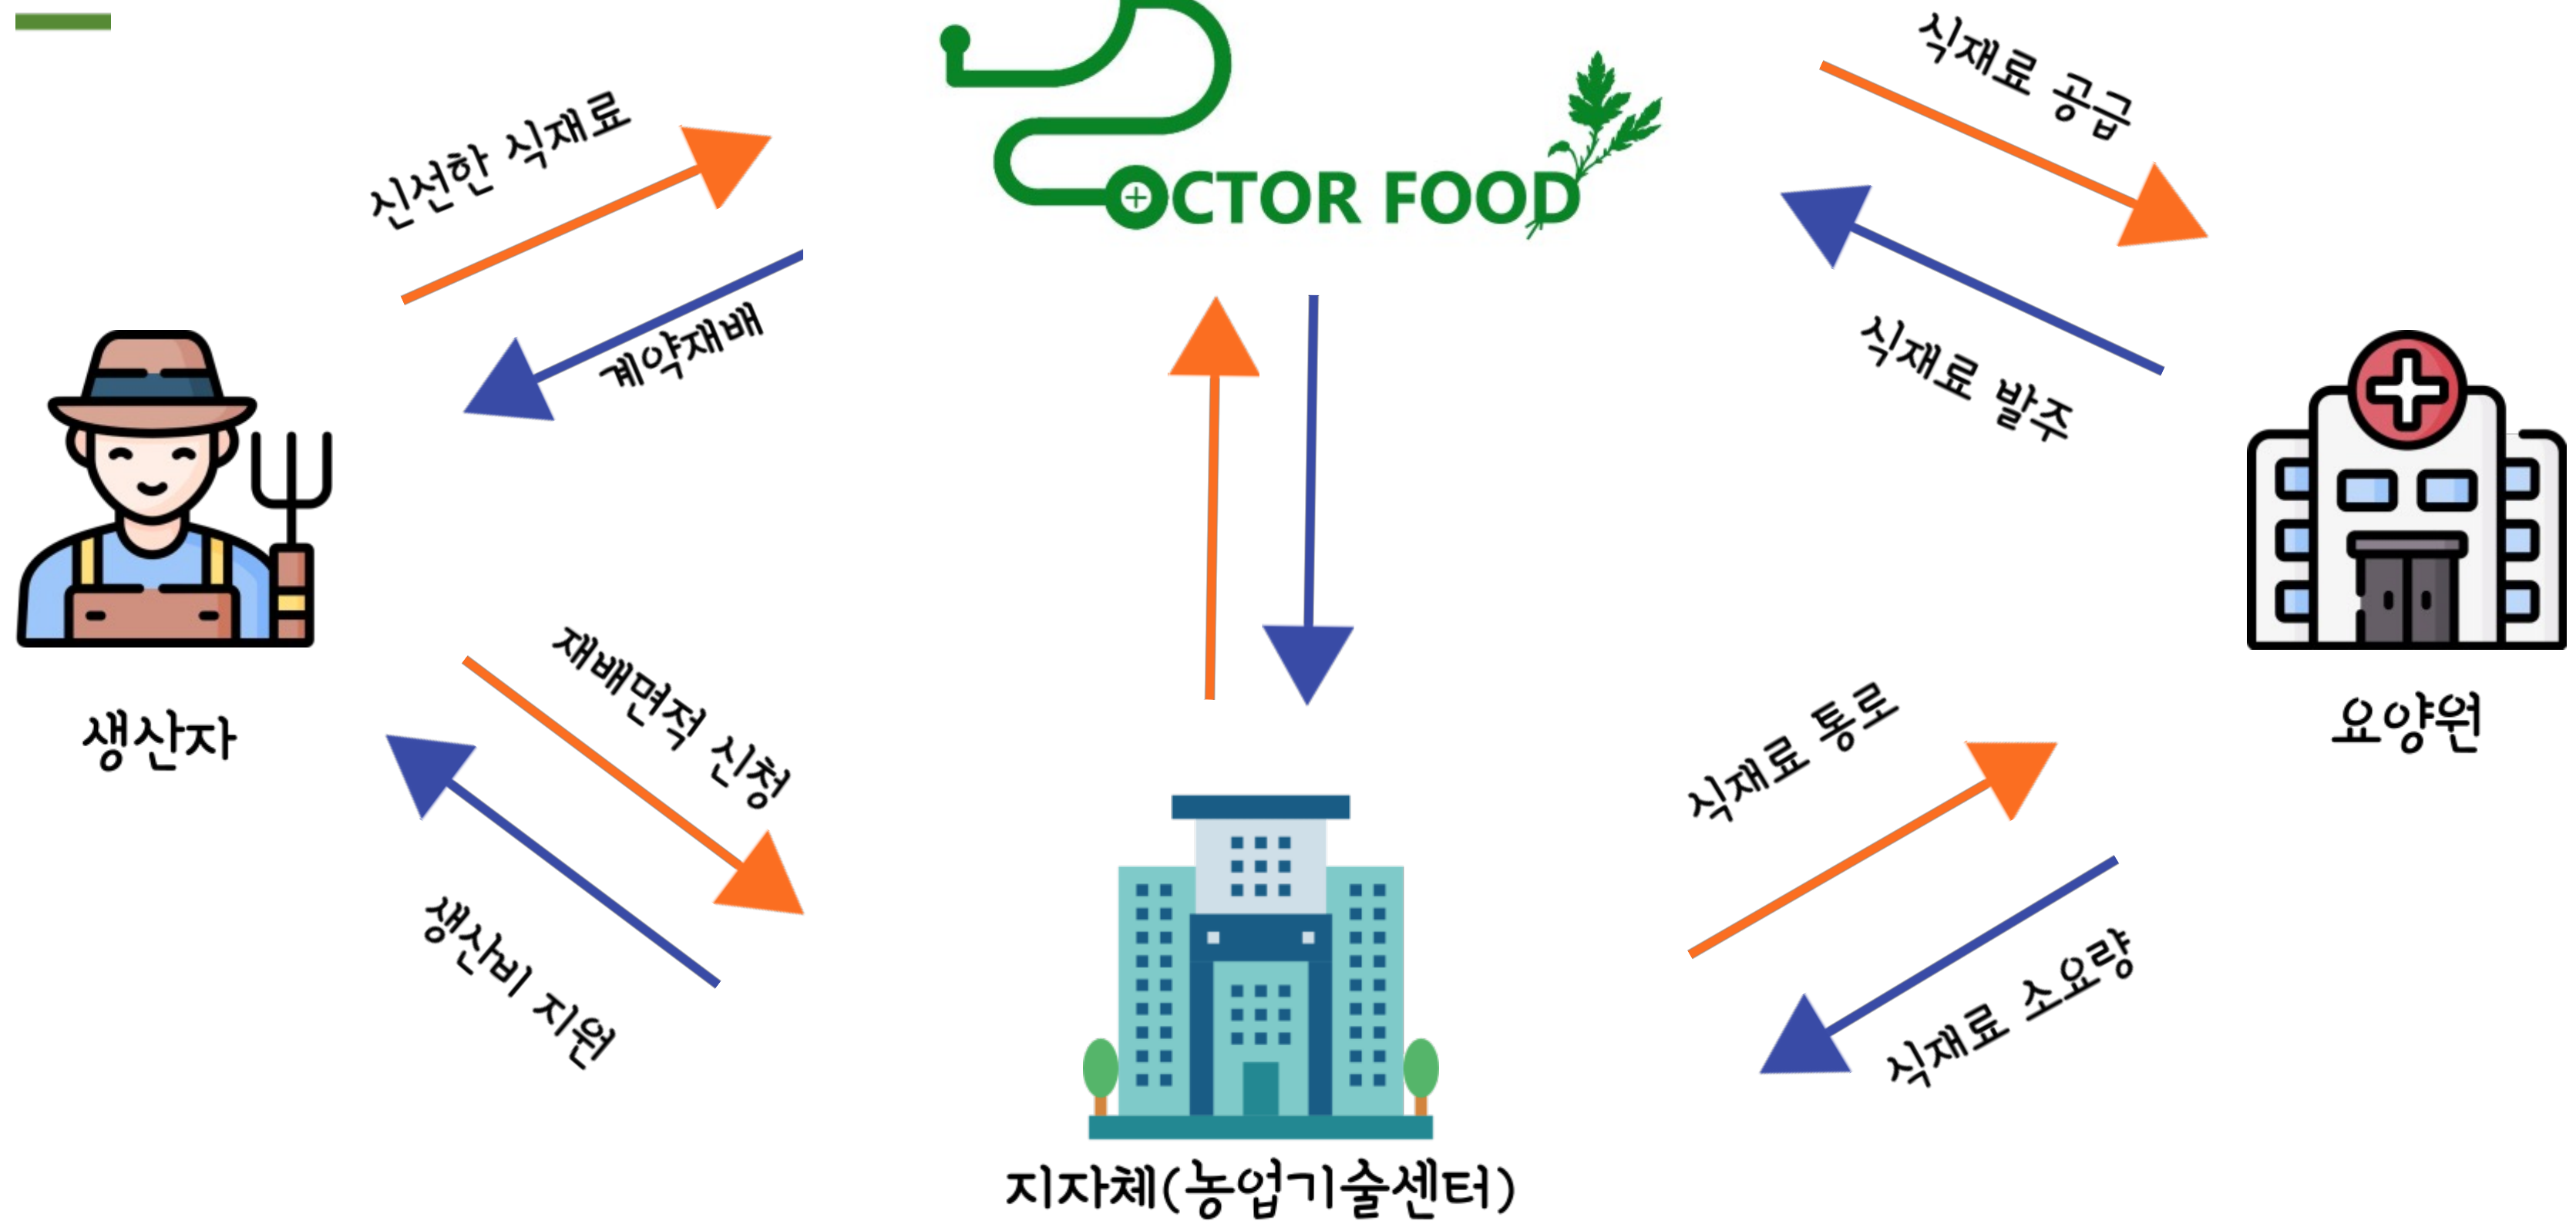 신선한 식재료
계약재배
OCTOR FOOD
식재료 공급
식재료 발주
생산자
요양원
재배면적 신청
생산비 지원
식재료 통로
식재료 소요량
지자체(농업기술센터)